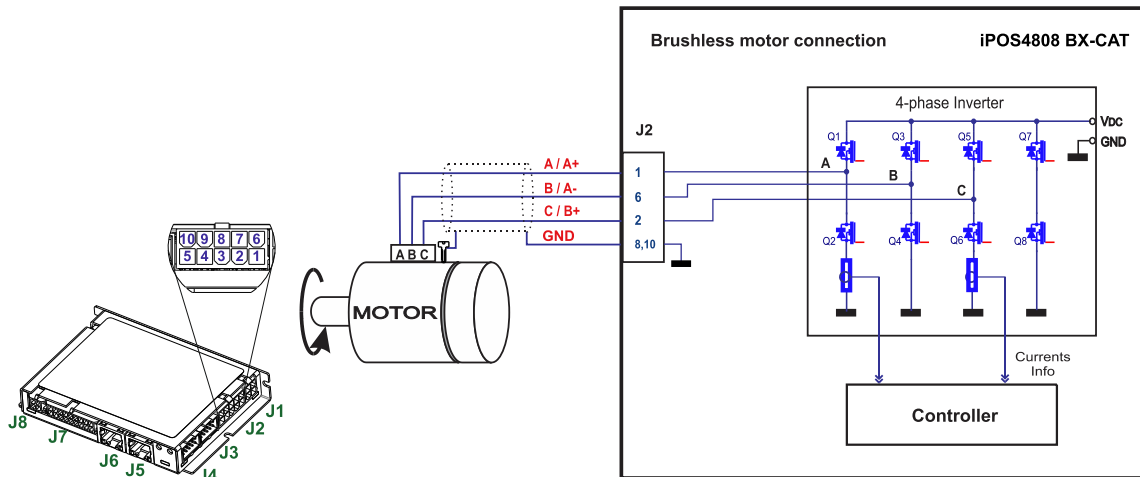 Brushless motor connection
iPOS4808 BX-CAT
4-phase Inverter
VDC
GND
Q1
Q3
Q5
Q7
J2
A / A+
1
A
B / A-
6
B
C / B+
2
C
GND
8,10
Q2
Q4
Q6
Q8
A B C
MOTOR
10 9 8 7 6
5 4 3 2 1
Currents
Info
Controller
J1
J2
J3
J4
J5
J6
J7
J8